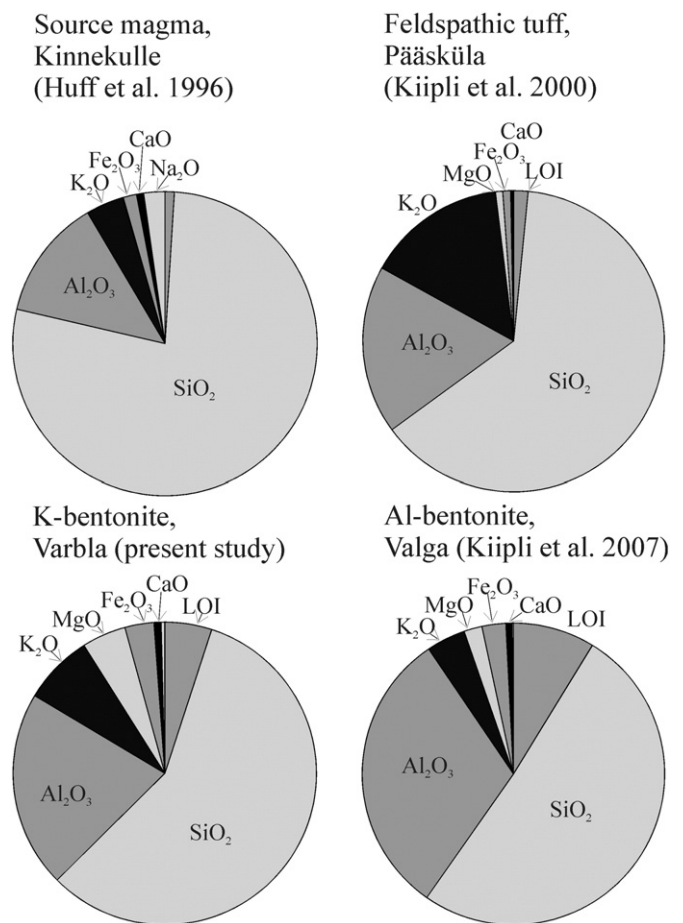 Source magma,
Kinnekulle
(Huff et al. 1996)
CaO
Fe₂O₃
Na₂O
K₂O
Al₂O₃
SiO₂
Feldspathic tuff,
Pääsküla
(Kiipli et al. 2000)
CaO
Fe₂O₃
MgO
LOI
K₂O
Al₂O₃
SiO₂
K-bentonite,
Varbla (present study)
CaO
Fe₂O₃
LOI
MgO
K₂O
Al₂O₃
SiO₂
Al-bentonite,
Valga (Kiipli et al. 2007)
Fe₂O₃
CaO
MgO
LOI
K₂O
Al₂O₃
SiO₂